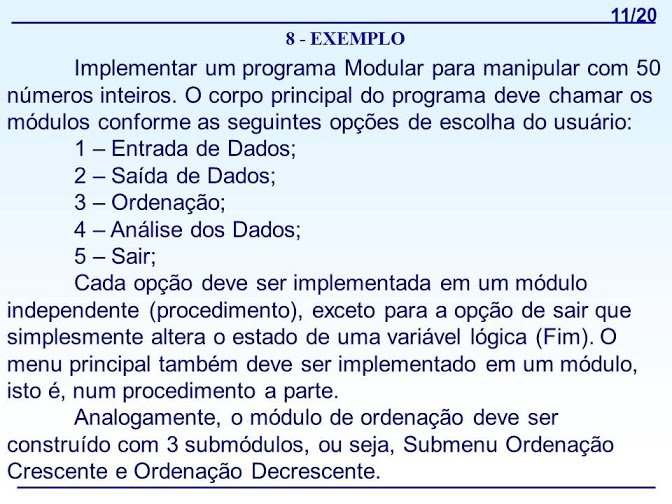 11/20
8 - EXEMPLO
Implementar um programa Modular para manipular com 50
números inteiros. O corpo principal do programa deve chamar os
módulos conforme as seguintes opções de escolha do usuário:
1 – Entrada de Dados;
2 – Saída de Dados;
3 – Ordenação;
4 – Análise dos Dados;
5 – Sair;
Cada opção deve ser implementada em um módulo
independente (procedimento), exceto para a opção de sair que
simplesmente altera o estado de uma variável lógica (Fim). O
menu principal também deve ser implementado em um módulo,
isto é, num procedimento a parte.
Analogamente, o módulo de ordenação deve ser
construído com 3 submódulos, ou seja, Submenu Ordenação
Crescente e Ordenação Decrescente.